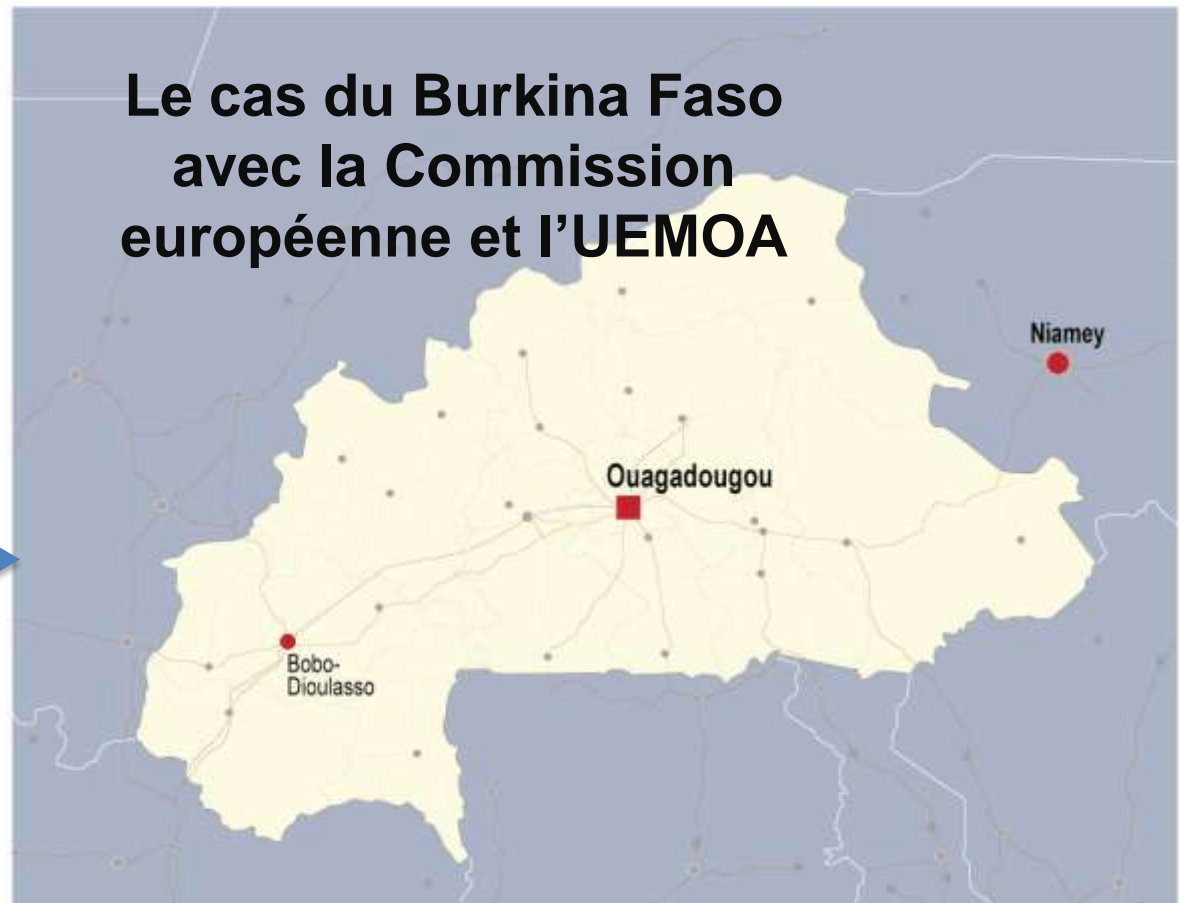 Le cas du Burkina Faso
avec la Commission
européenne et l’UEMOA
Niamey
Ouagadougou
Bobo-
Dioulasso